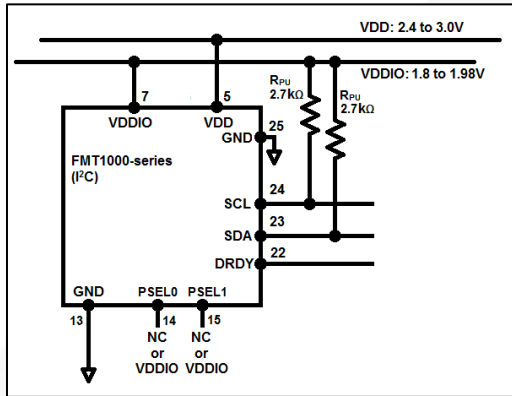 VDD: 2.4 to 3.0V
VDDIO: 1.8 to 1.98V
RPU
2.7kΩ
RPU
2.7kΩ
7
5
VDDIO
VDD
25
GND
FMT1000-series
(I²C)
24
SCL
23
SDA
22
DRDY
GND
PSEL0
PSEL1
13
14
15
NC
or
VDDIO
NC
or
VDDIO